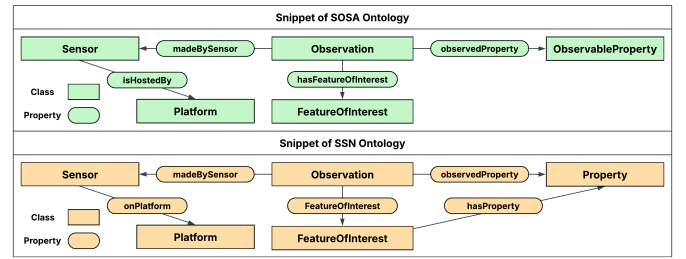 Snippet of SOSA Ontology
Sensor
madeBySensor
Observation
observedProperty
ObservableProperty
isHostedBy
hasFeatureOfInterest
Class
Property
Platform
FeatureOfInterest
Snippet of SSN Ontology
Sensor
madeBySensor
Observation
observedProperty
Property
onPlatform
FeatureOfInterest
hasProperty
Class
Property
Platform
FeatureOfInterest